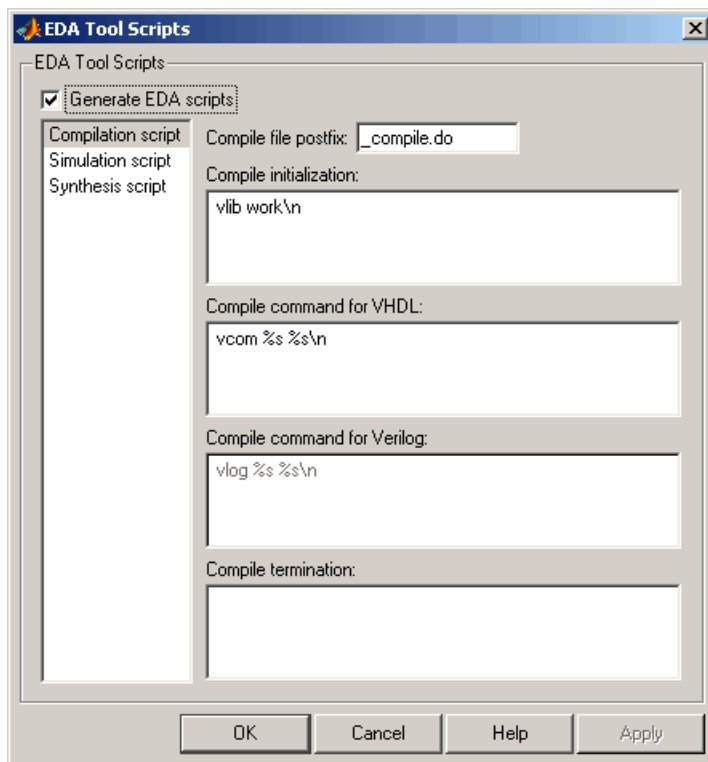 EDA Tool Scripts
EDA Tool Scripts
Generate EDA scripts
Compilation script
Simulation script
Synthesis script
Compile file postfix: _compile.do
Compile initialization:
vlib work\n
Compile command for VHDL:
vcom %s %s\n
Compile command for Verilog:
vlog %s %s\n
Compile termination:
OK Cancel Help Apply